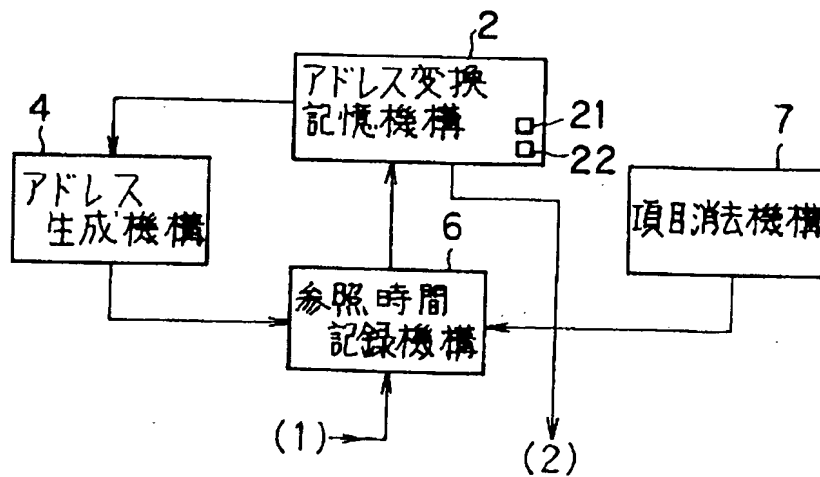 2
アドレス変換
記憶機構
21
22
4
アドレス
生成機構
7
項目消去機構
6
参照時間
記録機構
(1)
(2)